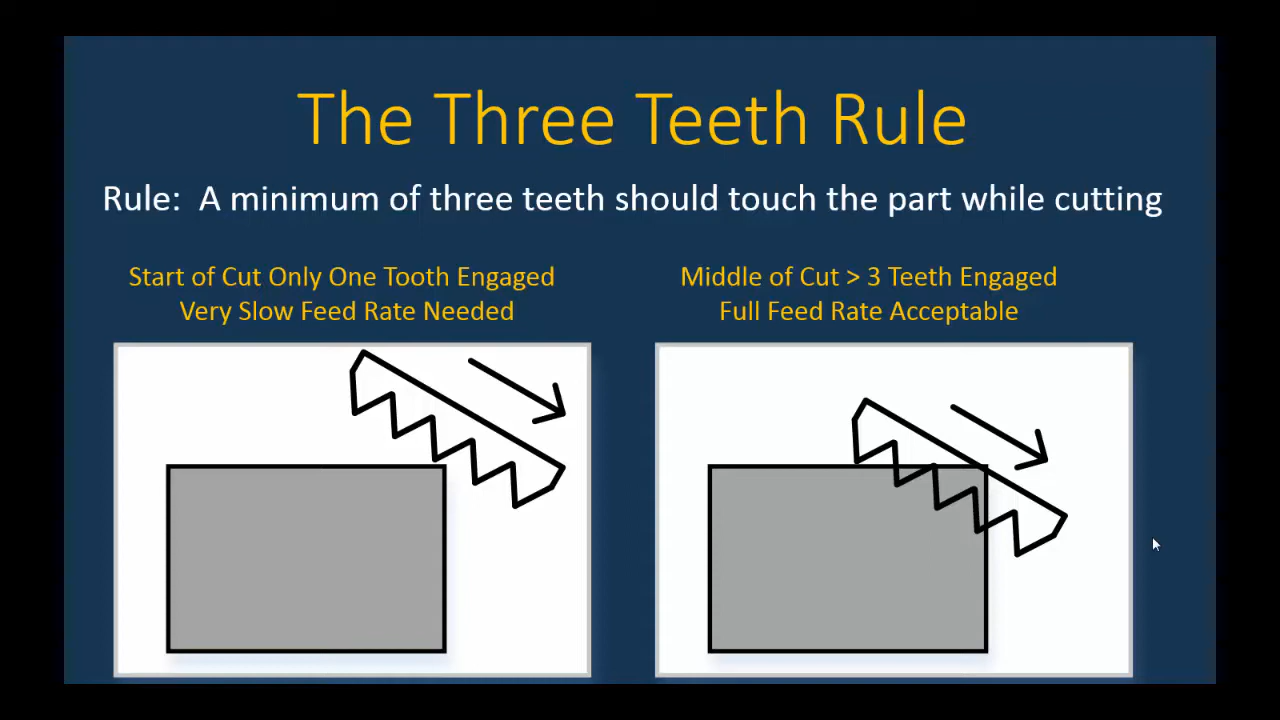 The Three Teeth Rule
Rule: A minimum of three teeth should touch the part while cutting
Start of Cut Only One Tooth Engaged
Very Slow Feed Rate Needed
Middle of Cut > 3 Teeth Engaged
Full Feed Rate Acceptable